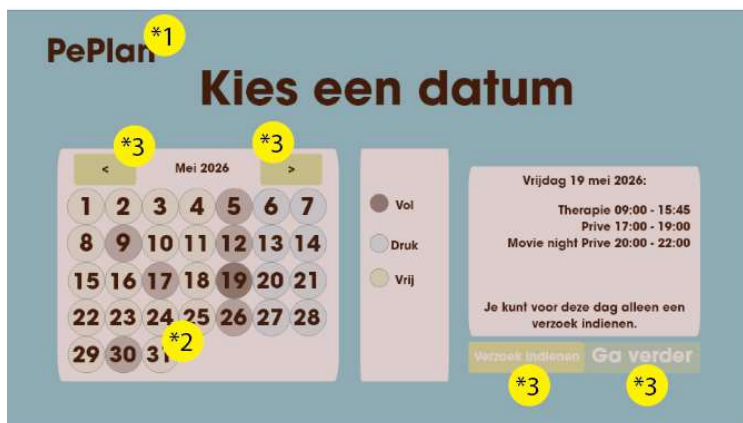 PePlan *1
Kies een datum
*3 *3
< Mei 2026 >
1 2 3 4 5 6 7
8 9 10 11 12 13 14
15 16 17 18 19 20 21
22 23 24 25 26 27 28
29 30 31 *2
Vol
Druk
Vrij
Vrijdag 19 mei 2026:
Therapie 09:00 - 15:45
Prive 17:00 - 19:00
Movie night Prive 20:00 - 22:00
Je kunt voor deze dag alleen een
verzoek indienen.
Verzoek indienen Ga verder
*3 *3